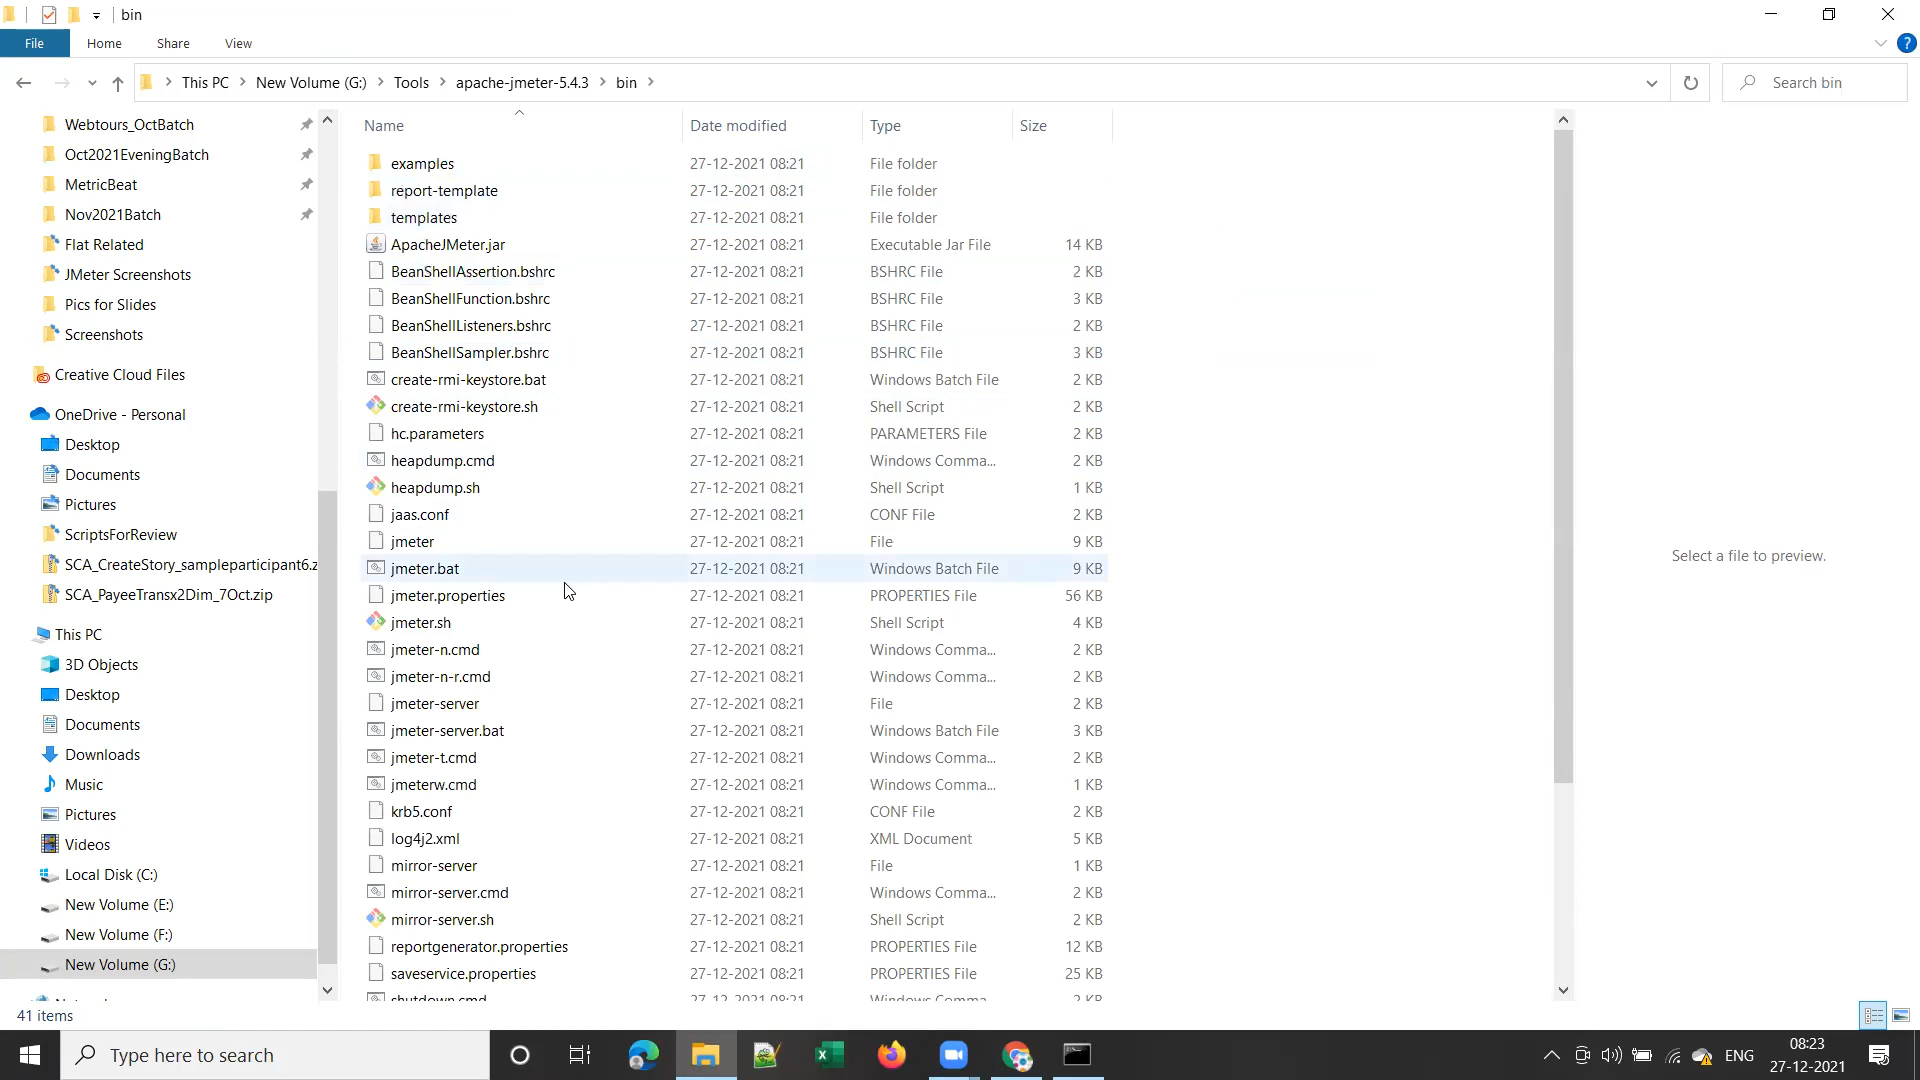 bin
File
Home
Share
View
This PC
New Volume (G:)
Tools
apache-jmeter-5.4.3
bin
Search bin
Webtours_OctBatch
Oct2021EveningBatch
MetricBeat
Nov2021Batch
Flat Related
JMeter Screenshots
Pics for Slides
Screenshots
Creative Cloud Files
OneDrive - Personal
Desktop
Documents
Pictures
ScriptsForReview
SCA_CreateStory_sampleparticipant6.z
SCA_PayeeTransx2Dim_7Oct.zip
This PC
3D Objects
Desktop
Documents
Downloads
Music
Pictures
Videos
Local Disk (C:)
New Volume (E:)
New Volume (F:)
New Volume (G:)
Name Date modified Type Size
examples 27-12-2021 08:21 File folder
report-template 27-12-2021 08:21 File folder
templates 27-12-2021 08:21 File folder
ApacheJMeter.jar 27-12-2021 08:21 Executable Jar File 14 KB
BeanShellAssertion.bshrc 27-12-2021 08:21 BSHRC File 2 KB
BeanShellFunction.bshrc 27-12-2021 08:21 BSHRC File 3 KB
BeanShellListeners.bshrc 27-12-2021 08:21 BSHRC File 2 KB
BeanShellSampler.bshrc 27-12-2021 08:21 BSHRC File 3 KB
create-rmi-keystore.bat 27-12-2021 08:21 Windows Batch File 2 KB
create-rmi-keystore.sh 27-12-2021 08:21 Shell Script 2 KB
hc.parameters 27-12-2021 08:21 PARAMETERS File 2 KB
heapdump.cmd 27-12-2021 08:21 Windows Comma... 2 KB
heapdump.sh 27-12-2021 08:21 Shell Script 1 KB
jaas.conf 27-12-2021 08:21 CONF File 2 KB
jmeter 27-12-2021 08:21 File 9 KB
jmeter.bat 27-12-2021 08:21 Windows Batch File 9 KB
jmeter.properties 27-12-2021 08:21 PROPERTIES File 56 KB
jmeter.sh 27-12-2021 08:21 Shell Script 4 KB
jmeter-n.cmd 27-12-2021 08:21 Windows Comma... 2 KB
jmeter-n-r.cmd 27-12-2021 08:21 Windows Comma... 2 KB
jmeter-server 27-12-2021 08:21 File 2 KB
jmeter-server.bat 27-12-2021 08:21 Windows Batch File 3 KB
jmeter-t.cmd 27-12-2021 08:21 Windows Comma... 2 KB
jmeterw.cmd 27-12-2021 08:21 Windows Comma... 1 KB
krb5.conf 27-12-2021 08:21 CONF File 2 KB
log4j2.xml 27-12-2021 08:21 XML Document 5 KB
mirror-server 27-12-2021 08:21 File 1 KB
mirror-server.cmd 27-12-2021 08:21 Windows Comma... 2 KB
mirror-server.sh 27-12-2021 08:21 Shell Script 2 KB
reportgenerator.properties 27-12-2021 08:21 PROPERTIES File 12 KB
saveservice.properties 27-12-2021 08:21 PROPERTIES File 25 KB
shutdown.cmd 27-12-2021 08:21 Windows Comma... 2 KB
Select a file to preview.
41 items
Type here to search
ENG
08:23
27-12-2021